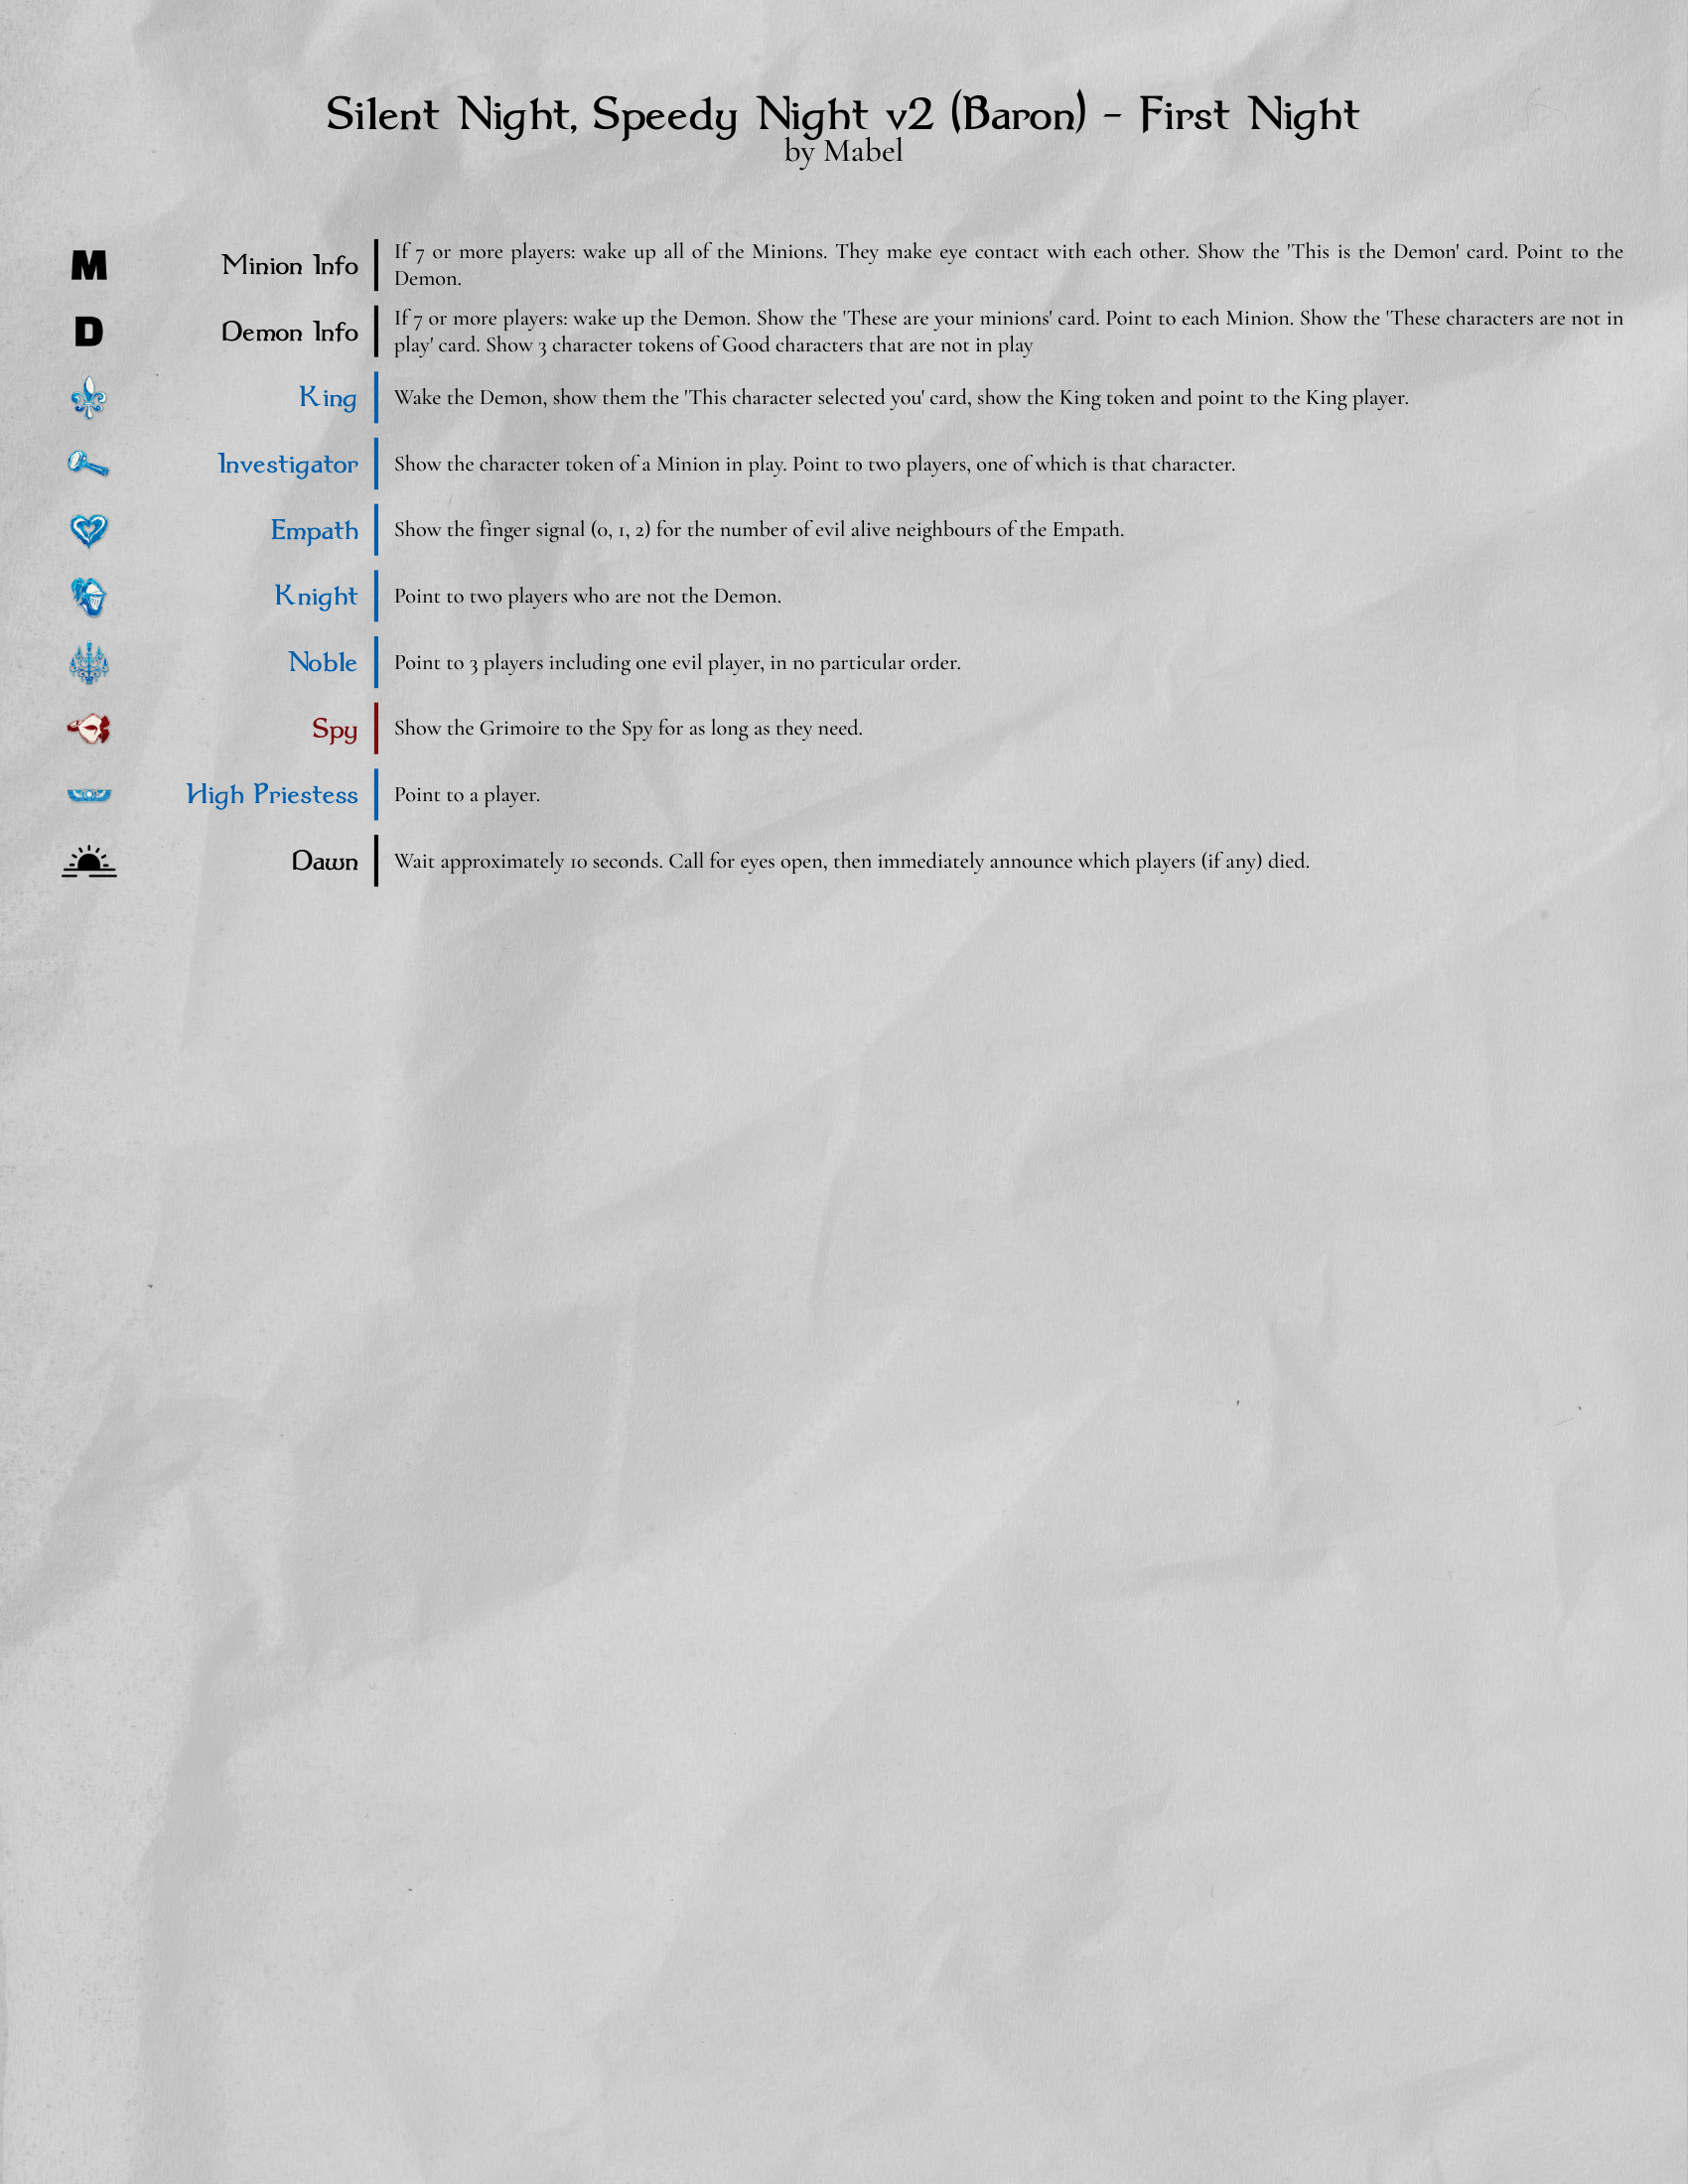 Silent Night, Speedy Night v2 (Baron) - First Night
by Mabel
M
Minion Info
If 7 or more players: wake up all of the Minions. They make eye contact with each other. Show the 'This is the Demon' card. Point to the
Demon.
D
Demon Info
If 7 or more players: wake up the Demon. Show the 'These are your minions' card. Point to each Minion. Show the 'These characters are not in
play' card. Show 3 character tokens of Good characters that are not in play
King
Wake the Demon, show them the 'This character selected you' card, show the King token and point to the King player.
Investigator
Show the character token of a Minion in play. Point to two players, one of which is that character.
Empath
Show the finger signal (0, 1, 2) for the number of evil alive neighbours of the Empath.
Knight
Point to two players who are not the Demon.
Noble
Point to 3 players including one evil player, in no particular order.
Spy
Show the Grimoire to the Spy for as long as they need.
High Priestess
Point to a player.
Dawn
Wait approximately 10 seconds. Call for eyes open, then immediately announce which players (if any) died.